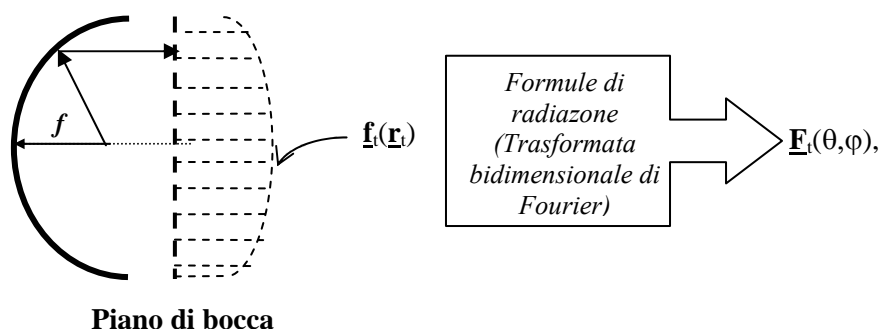 f
f_t(r_t)
Formule di
radiazone
(Trasformata
bidimensionale di
Fourier)
F_t(θ,φ),
Piano di bocca